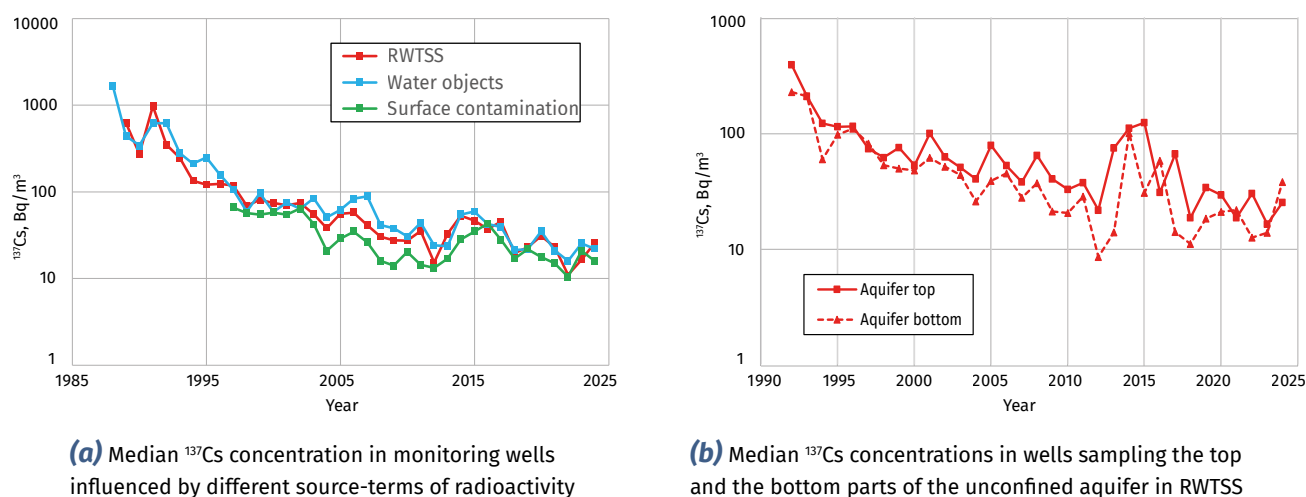 10000
1000
100
10
1
¹³⁷Cs, Bq/m³
RWTSS
Water objects
Surface contamination
1985
1995
2005
2015
2025
Year
(a) Median ¹³⁷Cs concentration in monitoring wells
influenced by different source-terms of radioactivity
1000
100
10
1
¹³⁷Cs, Bq/m³
Aquifer top
Aquifer bottom
1990
1995
2000
2005
2010
2015
2020
2025
Year
(b) Median ¹³⁷Cs concentrations in wells sampling the top
and the bottom parts of the unconfined aquifer in RWTSS